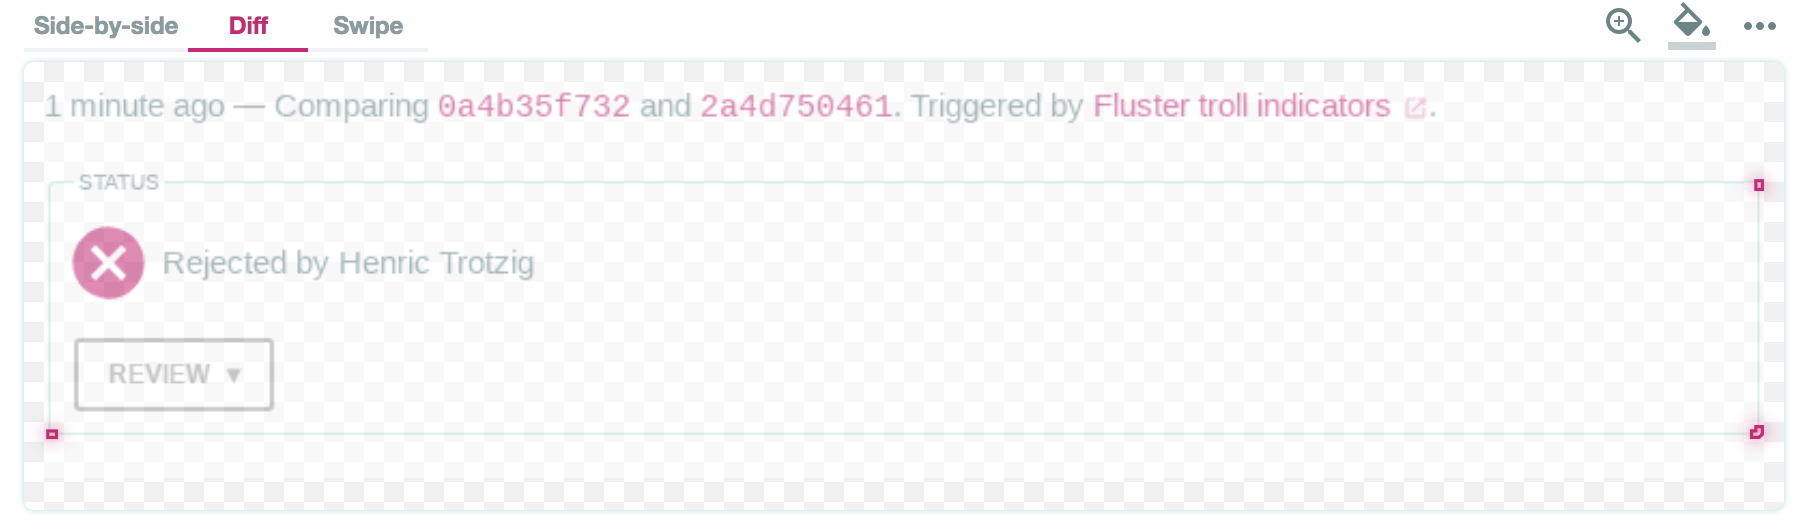 Side-by-side Diff Swipe
1 minute ago — Comparing 0a4b35f732 and 2a4d750461. Triggered by Fluster troll indicators .
STATUS
Rejected by Henric Trotzig
REVIEW ▼